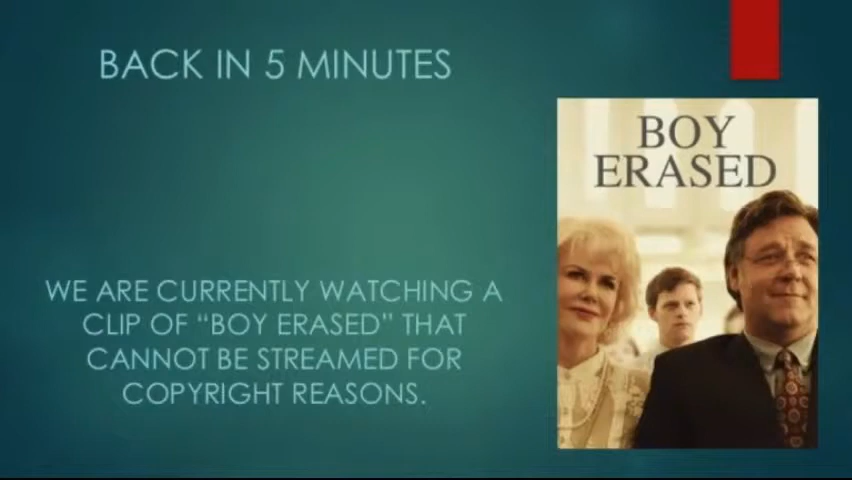 BACK IN 5 MINUTES
WE ARE CURRENTLY WATCHING A
CLIP OF “BOY ERASED” THAT
CANNOT BE STREAMED FOR
COPYRIGHT REASONS.
BOY
ERASED